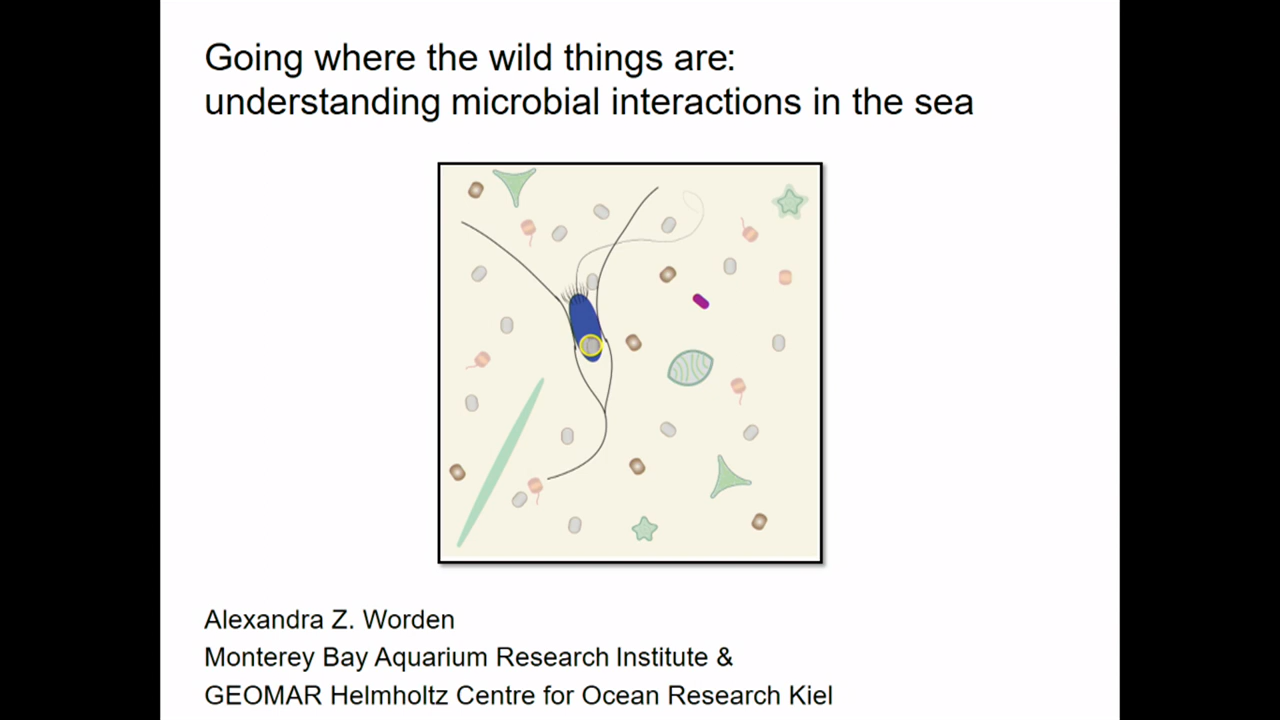 Going where the wild things are:
understanding microbial interactions in the sea
Alexandra Z. Worden
Monterey Bay Aquarium Research Institute &
GEOMAR Helmholtz Centre for Ocean Research Kiel